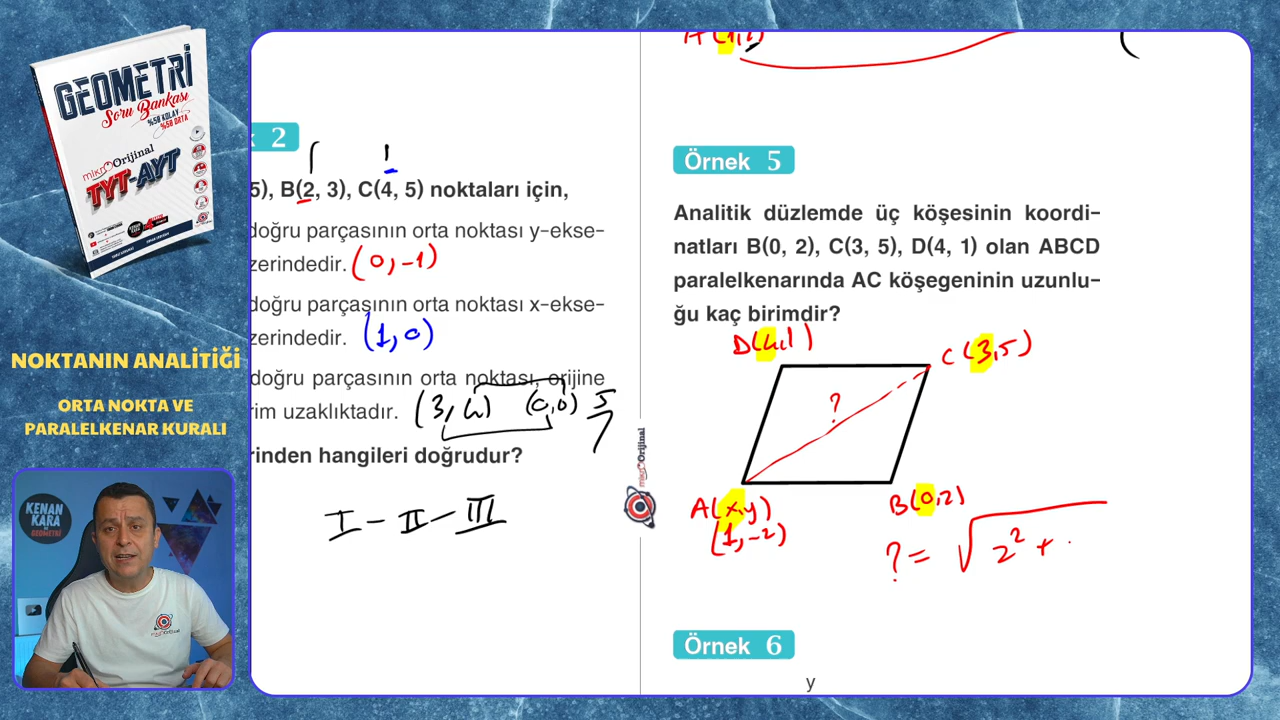 GEOMETRİ
Soru Bankası
%50 KOLAY
%50 ORTA
mikro Orijinal
TYT-AYT
NOKTANIN ANALİTİĞİ
ORTA NOKTA VE
PARALELKENAR KURALI
KENAN
KARA
GEOMETRİ
k 2
5), B(2, 3), C(4, 5) noktaları için,
doğru parçasının orta noktası y-ekse-
zerindedir. (0,-1)
doğru parçasının orta noktası x-ekse-
zerindedir. (1,0)
doğru parçasının orta noktası, orijine
rim uzaklıktadır. (3,4) (0,0) 5
rinden hangileri doğrudur?
I - II - III
mikro Orijinal
Örnek 5
Analitik düzlemde üç köşesinin koordi-
natları B(0, 2), C(3, 5), D(4, 1) olan ABCD
paralelkenarında AC köşegeninin uzunlu-
ğu kaç birimdir?
D(4,1)
C(3,5)
?
A(x,y)
B(0,2)
(1,-2)
? = √2² + .
Örnek 6
y